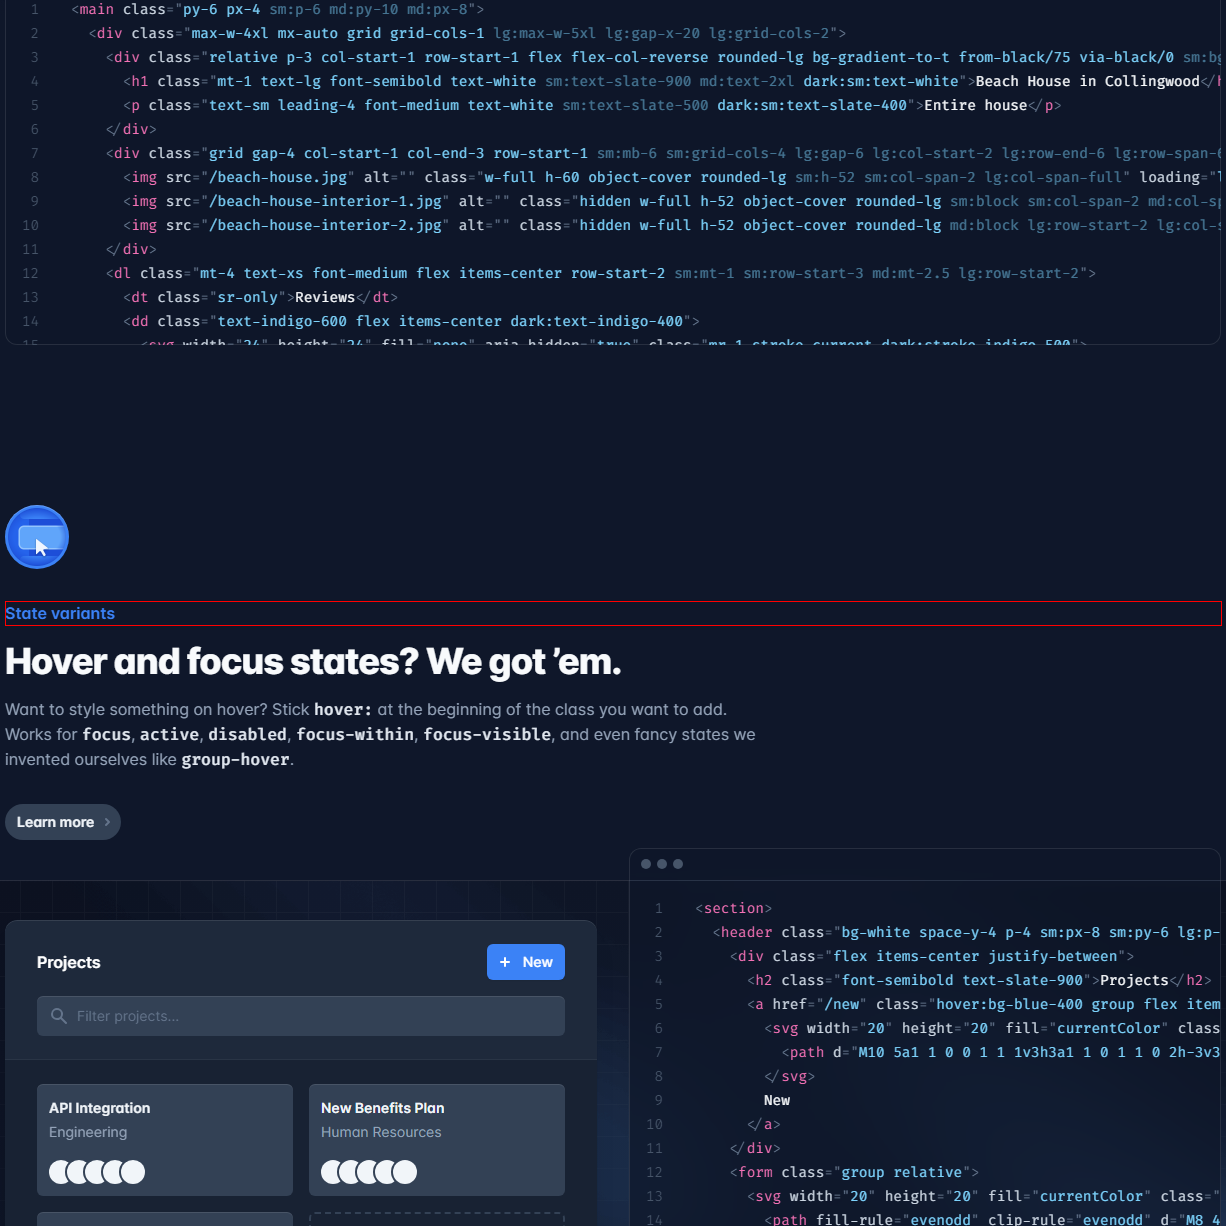 1 <main class="py-6 px-4 sm:p-6 md:py-10 md:px-8">
2 <div class="max-w-4xl mx-auto grid grid-cols-1 lg:max-w-5xl lg:gap-x-20 lg:grid-cols-2">
3 <div class="relative p-3 col-start-1 row-start-1 flex flex-col-reverse rounded-lg bg-gradient-to-t from-black/75 via-black/0 sm:bg
4 <h1 class="mt-1 text-lg font-semibold text-white sm:text-slate-900 md:text-2xl dark:sm:text-white">Beach House in Collingwood</h
5 <p class="text-sm leading-4 font-medium text-white sm:text-slate-500 dark:sm:text-slate-400">Entire house</p>
6 </div>
7 <div class="grid gap-4 col-start-1 col-end-3 row-start-1 sm:mb-6 sm:grid-cols-4 lg:gap-6 lg:col-start-2 lg:row-end-6 lg:row-span-6
8 <img src="/beach-house.jpg" alt="" class="w-full h-60 object-cover rounded-lg sm:h-52 sm:col-span-2 lg:col-span-full" loading="l
9 <img src="/beach-house-interior-1.jpg" alt="" class="hidden w-full h-52 object-cover rounded-lg sm:block sm:col-span-2 md:col-sp
10 <img src="/beach-house-interior-2.jpg" alt="" class="hidden w-full h-52 object-cover rounded-lg md:block lg:row-start-2 lg:col-s
11 </div>
12 <dl class="mt-4 text-xs font-medium flex items-center row-start-2 sm:mt-1 sm:row-start-3 md:mt-2.5 lg:row-start-2">
13 <dt class="sr-only">Reviews</dt>
14 <dd class="text-indigo-600 flex items-center dark:text-indigo-400">
15 <svg width="24" height="24" fill="none" aria-hidden="true" class="mr-1 stroke-current dark:stroke-indigo-500">
State variants
Hover and focus states? We got ’em.
Want to style something on hover? Stick hover: at the beginning of the class you want to add.
Works for focus, active, disabled, focus-within, focus-visible, and even fancy states we
invented ourselves like group-hover.
Learn more
Projects
+ New
Filter projects...
API Integration
Engineering
New Benefits Plan
Human Resources
1 <section>
2 <header class="bg-white space-y-4 p-4 sm:px-8 sm:py-6 lg:p-
3 <div class="flex items-center justify-between">
4 <h2 class="font-semibold text-slate-900">Projects</h2>
5 <a href="/new" class="hover:bg-blue-400 group flex item
6 <svg width="20" height="20" fill="currentColor" class
7 <path d="M10 5a1 1 0 0 1 1 1v3h3a1 1 0 1 1 0 2h-3v3
8 </svg>
9 New
10 </a>
11 </div>
12 <form class="group relative">
13 <svg width="20" height="20" fill="currentColor" class="
14 <path fill-rule="evenodd" clip-rule="evenodd" d="M8 4